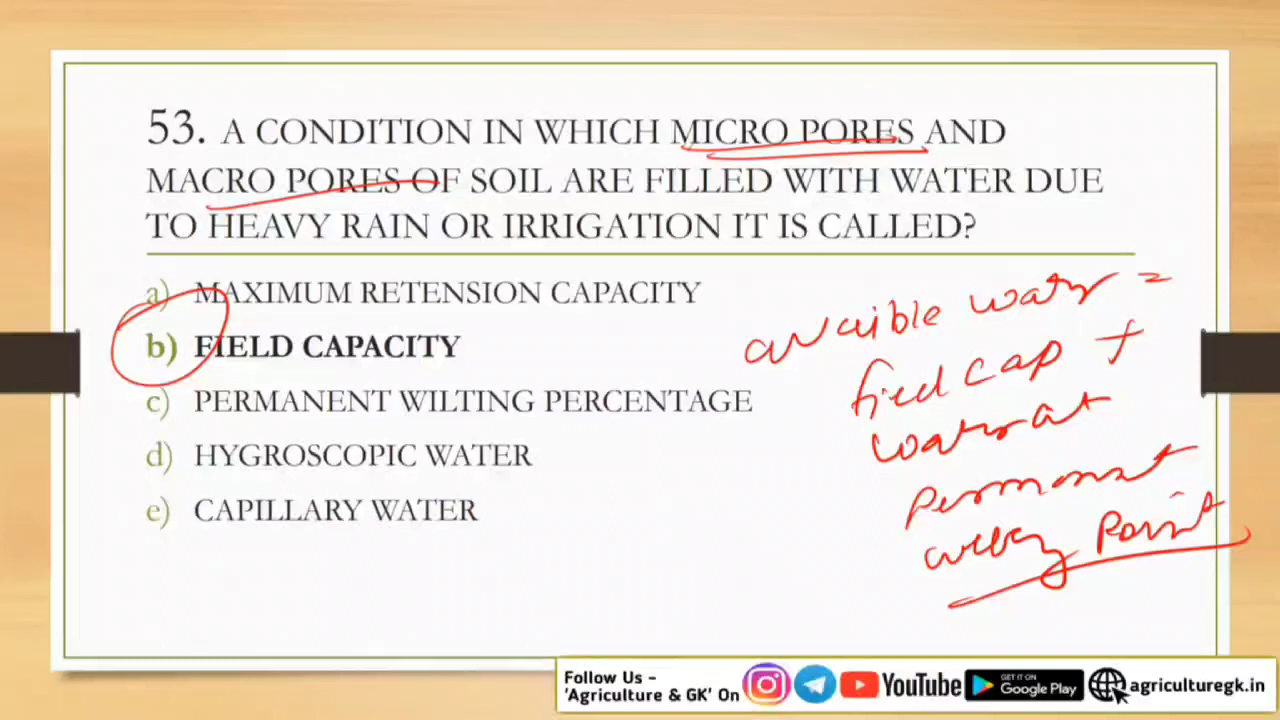 53. A CONDITION IN WHICH MICRO PORES AND
MACRO PORES OF SOIL ARE FILLED WITH WATER DUE
TO HEAVY RAIN OR IRRIGATION IT IS CALLED?
a) MAXIMUM RETENSION CAPACITY
b) FIELD CAPACITY
c) PERMANENT WILTING PERCENTAGE
d) HYGROSCOPIC WATER
e) CAPILLARY WATER
water =
field cap +
water at
Point
Follow Us –
'Agriculture & GK' On
YouTube
GET IT ON
Google Play
agriculturegk.in